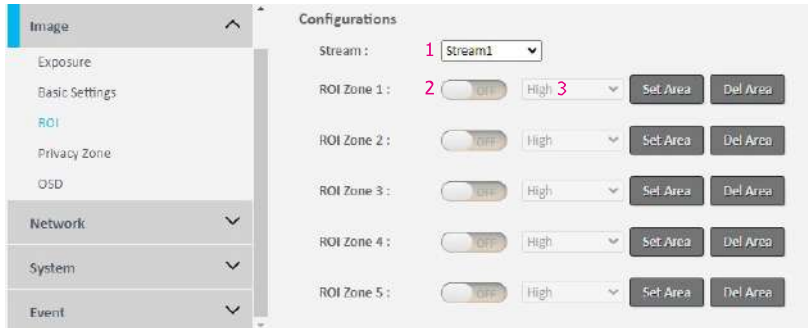 Image
Exposure
Basic Settings
ROI
Privacy Zone
OSD
Network
System
Event
Configurations
Stream : 1 Stream1
ROI Zone 1 : 2 OFF High 3 Set Area Del Area
ROI Zone 2 : OFF High Set Area Del Area
ROI Zone 3 : OFF High Set Area Del Area
ROI Zone 4 : OFF High Set Area Del Area
ROI Zone 5 : OFF High Set Area Del Area